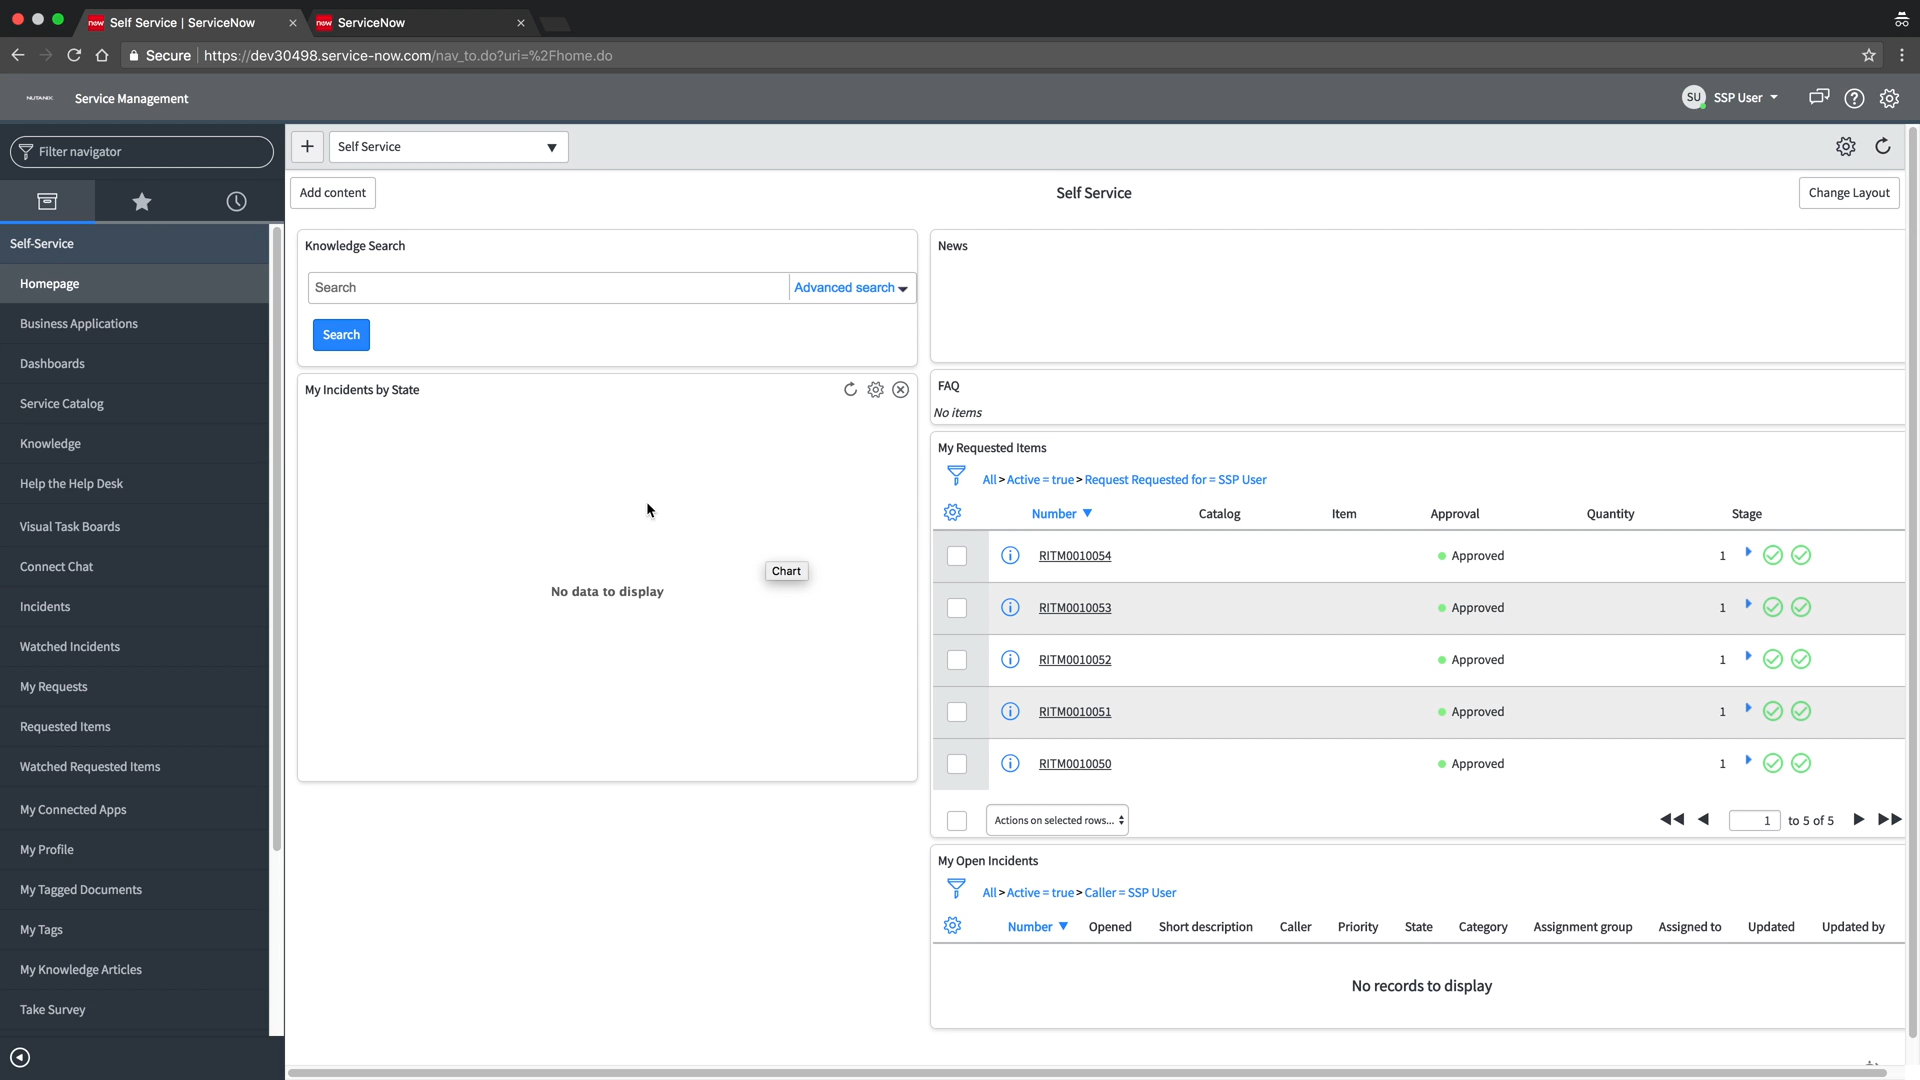 now Self Service | ServiceNow
now ServiceNow
Secure https://dev30498.service-now.com/nav_to.do?uri=%2Fhome.do
NUTANIX Service Management
SU SSP User
Filter navigator
Self Service
Add content
Self Service
Change Layout
Self-Service
Homepage
Business Applications
Dashboards
Service Catalog
Knowledge
Help the Help Desk
Visual Task Boards
Connect Chat
Incidents
Watched Incidents
My Requests
Requested Items
Watched Requested Items
My Connected Apps
My Profile
My Tagged Documents
My Tags
My Knowledge Articles
Take Survey
Knowledge Search
Search Advanced search
Search
My Incidents by State
Chart
No data to display
News
FAQ
No items
My Requested Items
All > Active = true > Request Requested for = SSP User
Number Catalog Item Approval Quantity Stage
RITM0010054 Approved 1
RITM0010053 Approved 1
RITM0010052 Approved 1
RITM0010051 Approved 1
RITM0010050 Approved 1
Actions on selected rows... 1 to 5 of 5
My Open Incidents
All > Active = true > Caller = SSP User
Number Opened Short description Caller Priority State Category Assignment group Assigned to Updated Updated by
No records to display